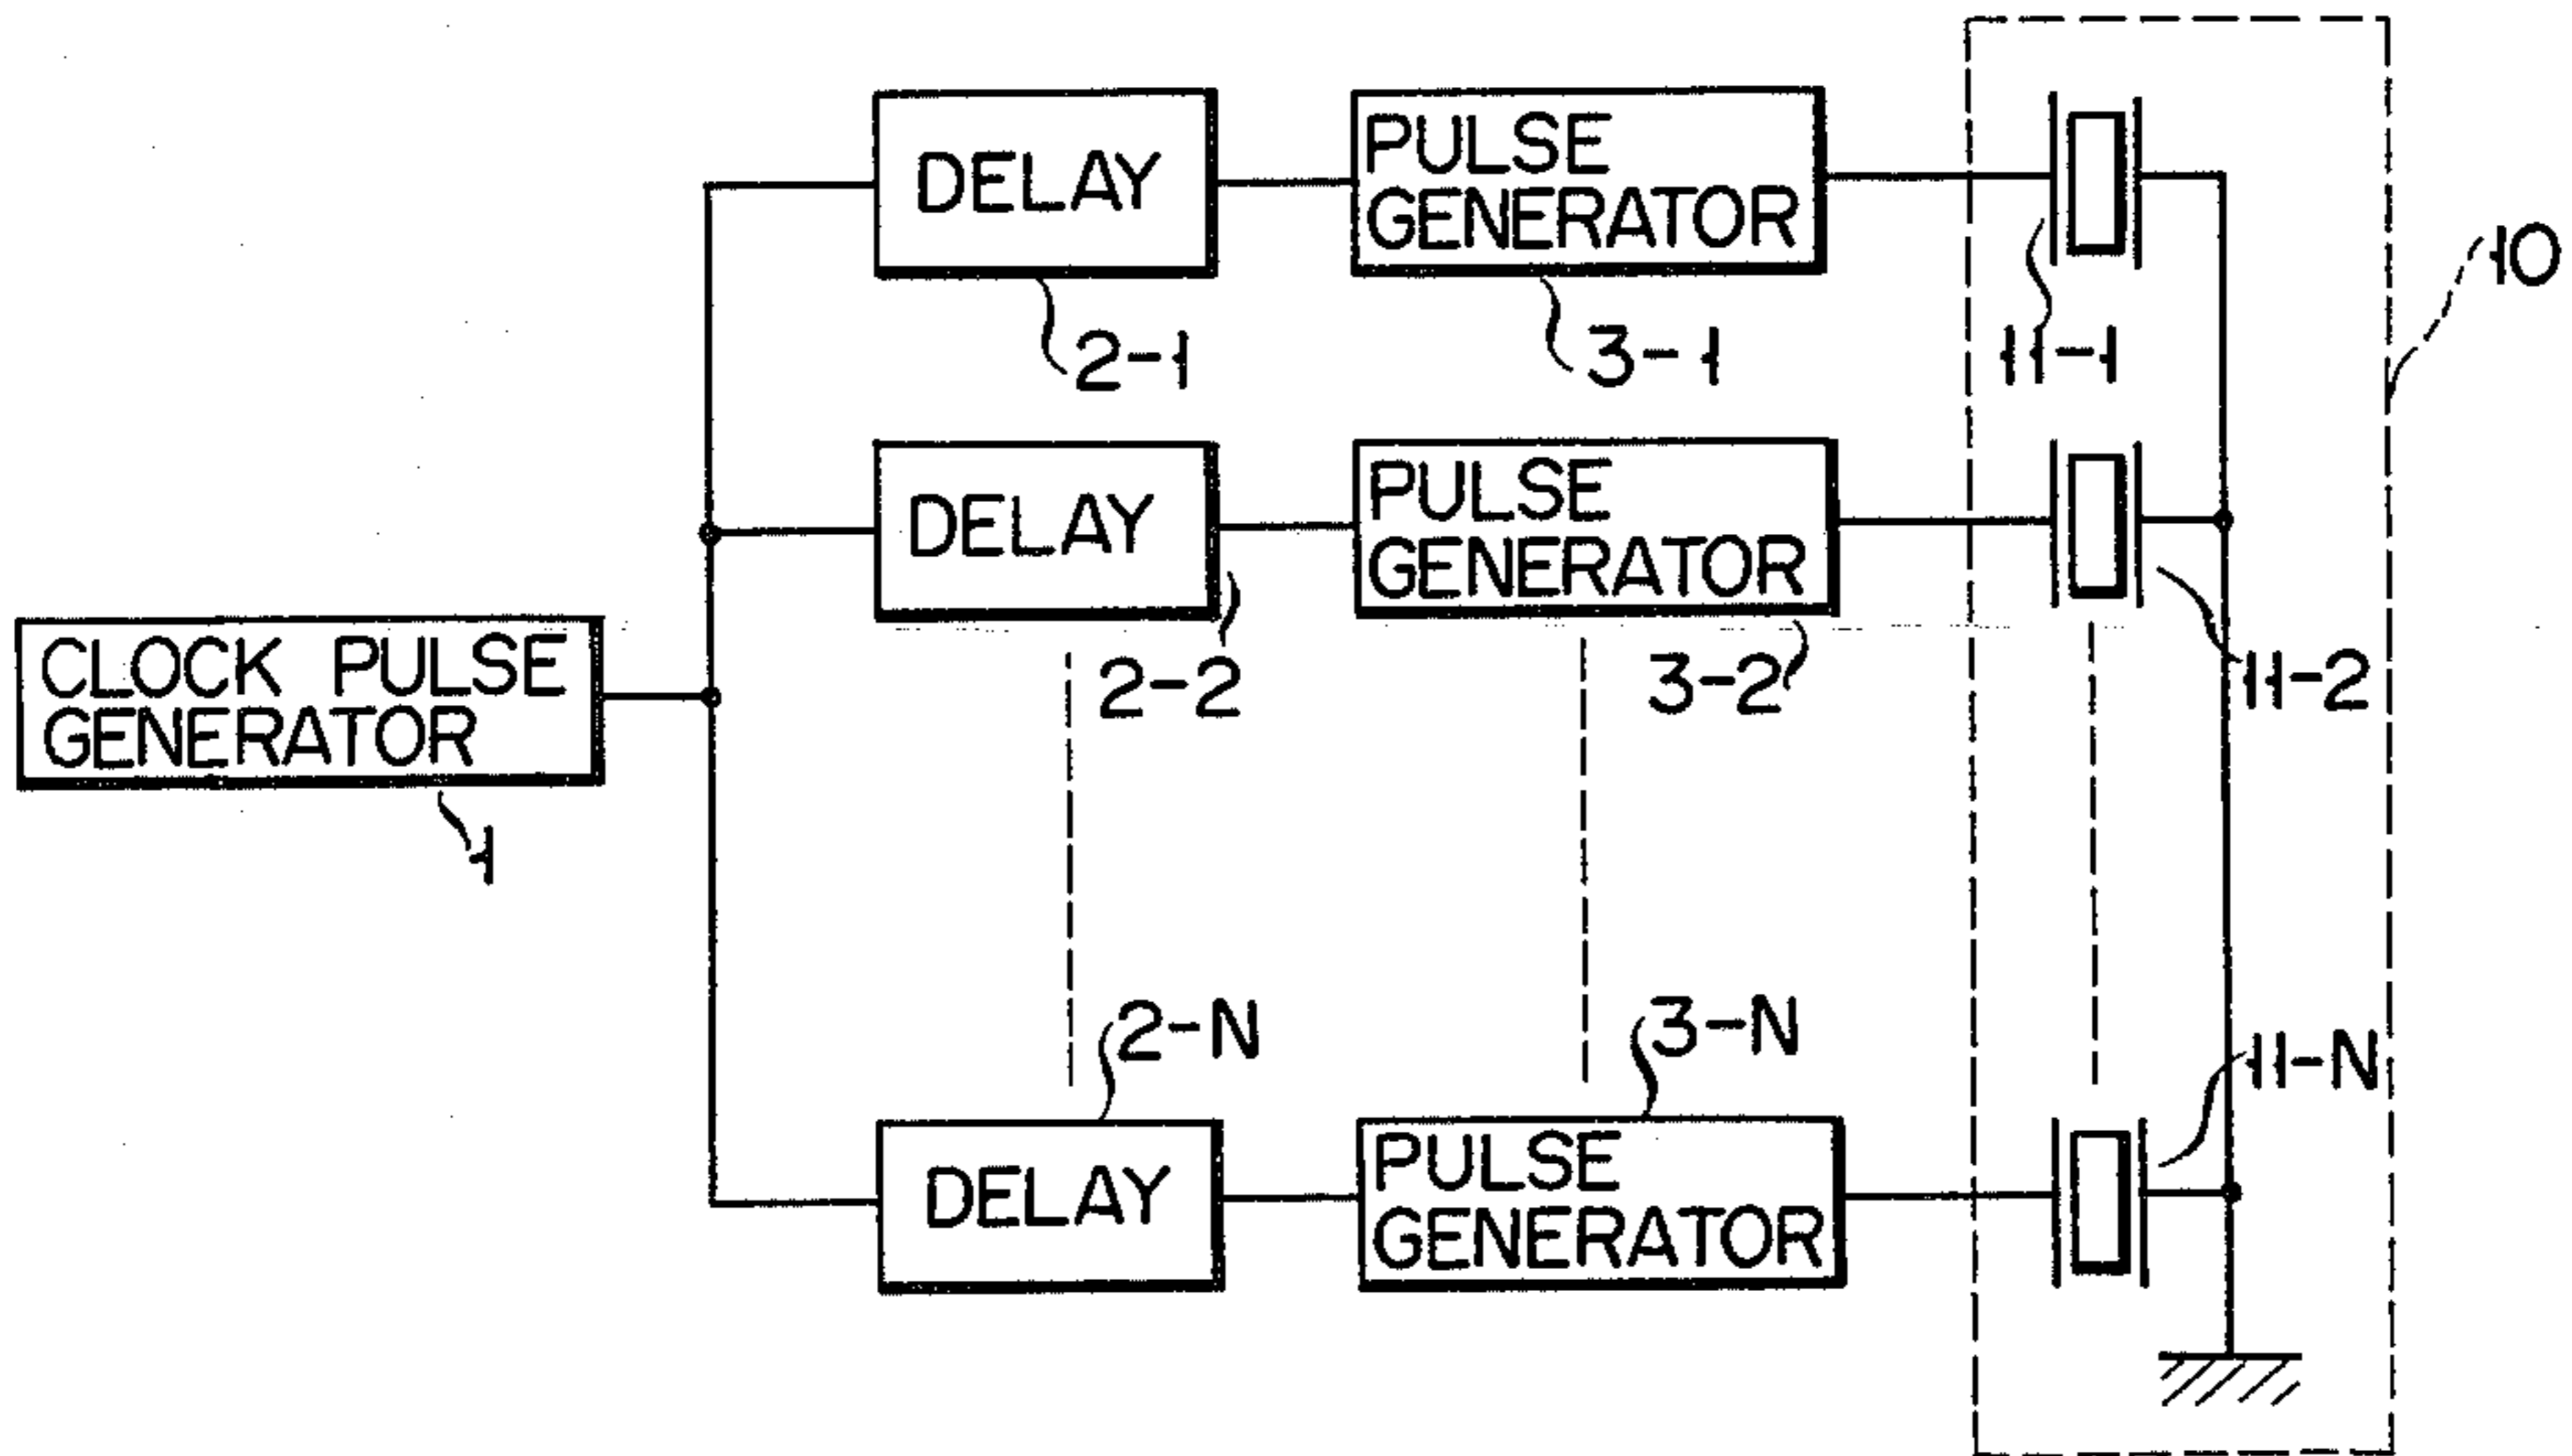 DELAY
PULSE
GENERATOR
2-1
3-1
11-1
10
DELAY
PULSE
GENERATOR
2-2
3-2
11-2
CLOCK PULSE
GENERATOR
1
2-N
3-N
11-N
DELAY
PULSE
GENERATOR